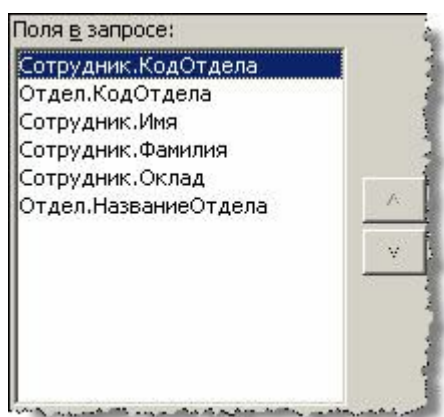 Поля в запросе:
Сотрудник.КодОтдела
Отдел.КодОтдела
Сотрудник.Имя
Сотрудник.Фамилия
Сотрудник.Оклад
Отдел.НазваниеОтдела